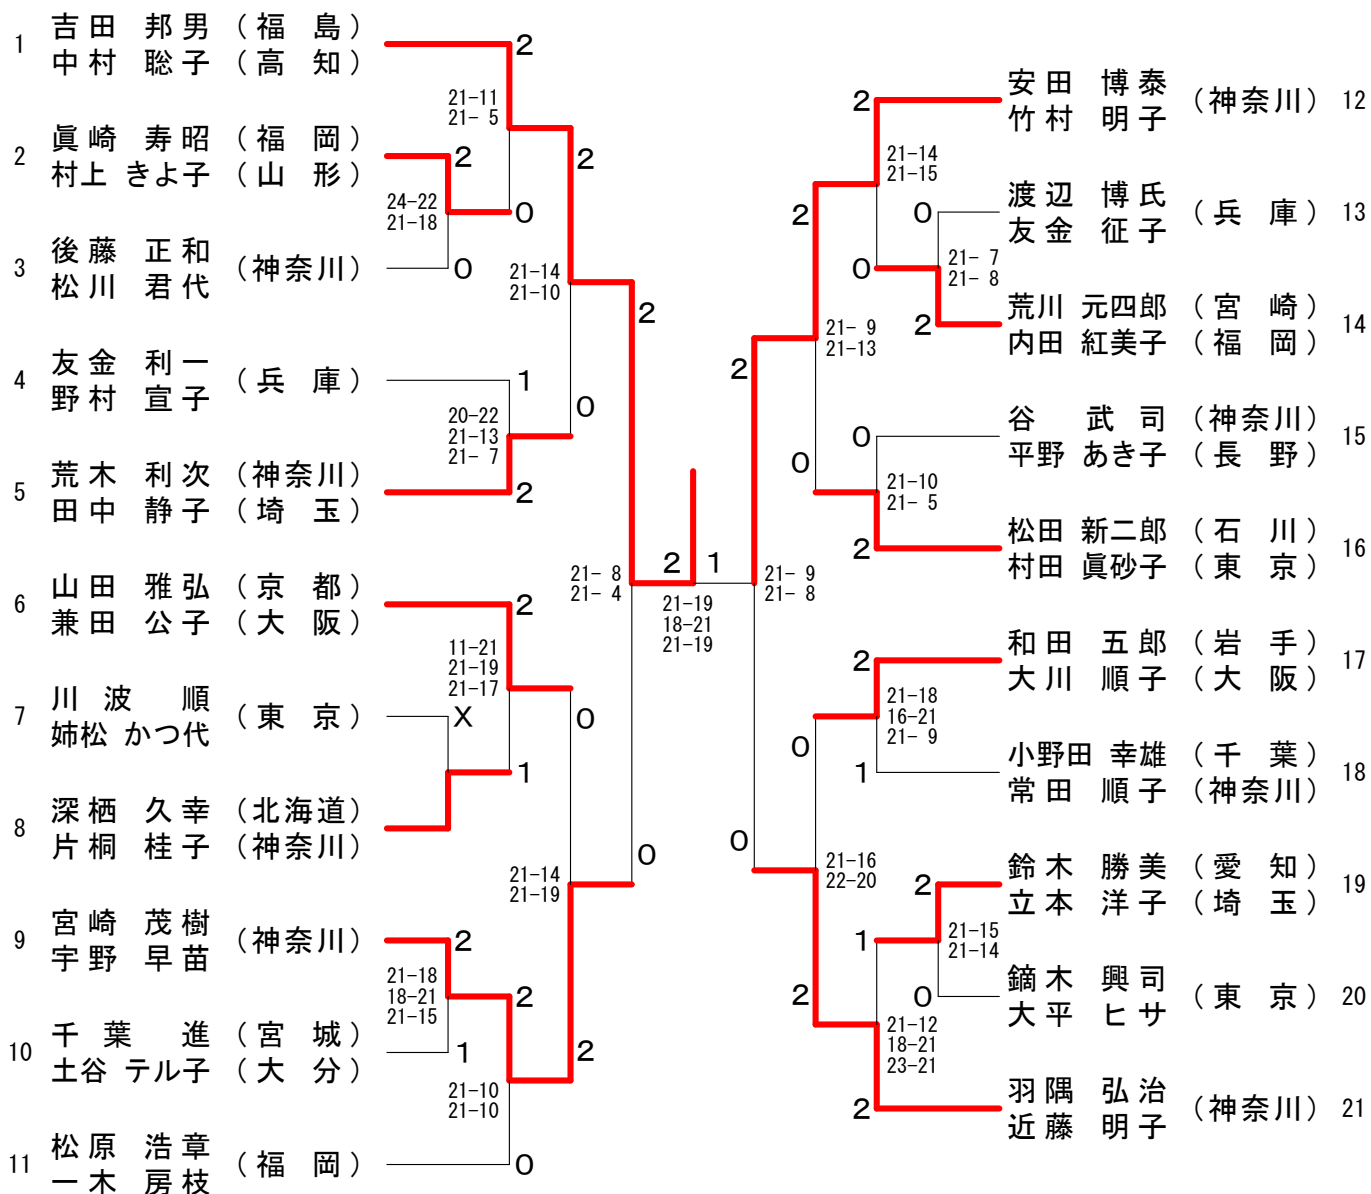 1 吉田 邦男 (福 島)
中村 聡子 (高 知)
2 眞崎 寿昭 (福 岡)
村上 きよ子 (山 形)
3 後藤 正和
松川 君代 (神奈川)
4 友金 利一
野村 宣子 (兵 庫)
5 荒木 利次 (神奈川)
田中 静子 (埼 玉)
6 山田 雅弘 (京 都)
兼田 公子 (大 阪)
7 川波 順
姉松 かつ代 (東 京)
8 深栖 久幸 (北海道)
片桐 桂子 (神奈川)
9 宮崎 茂樹
宇野 早苗 (神奈川)
10 千葉 進 (宮 城)
土谷 テル子 (大 分)
11 松原 浩章
一木 房枝 (福 岡)
2
21-11
21- 5
2
2
24-22
21-18
0
0
21-14
21-10
2
1
0
20-22
21-13
21- 7
2
21- 8
21- 4
2
11-21
21-19
21-17
X
0
1
0
21-14
21-19
2
21-18
18-21
21-15
2
1
2
21-10
21-10
0
2
1
21-19
18-21
21-19
2
21-14
21-15
2
0
0
21- 7
21- 8
2
21- 9
21-13
2
0
0
21-10
21- 5
2
21- 9
21- 8
2
21-18
16-21
21- 9
0
1
0
21-16
22-20
2
1
21-15
21-14
2
0
21-12
18-21
23-21
2
安田 博泰
竹村 明子 (神奈川) 12
渡辺 博氏
友金 征子 (兵 庫) 13
荒川 元四郎 (宮 崎) 14
内田 紅美子 (福 岡)
谷 武司 (神奈川) 15
平野 あき子 (長 野)
松田 新二郎 (石 川) 16
村田 眞砂子 (東 京)
和田 五郎 (岩 手) 17
大川 順子 (大 阪)
小野田 幸雄 (千 葉) 18
常田 順子 (神奈川)
鈴木 勝美 (愛 知) 19
立本 洋子 (埼 玉)
鏑木 興司
大平 ヒサ (東 京) 20
羽隅 弘治
近藤 明子 (神奈川) 21